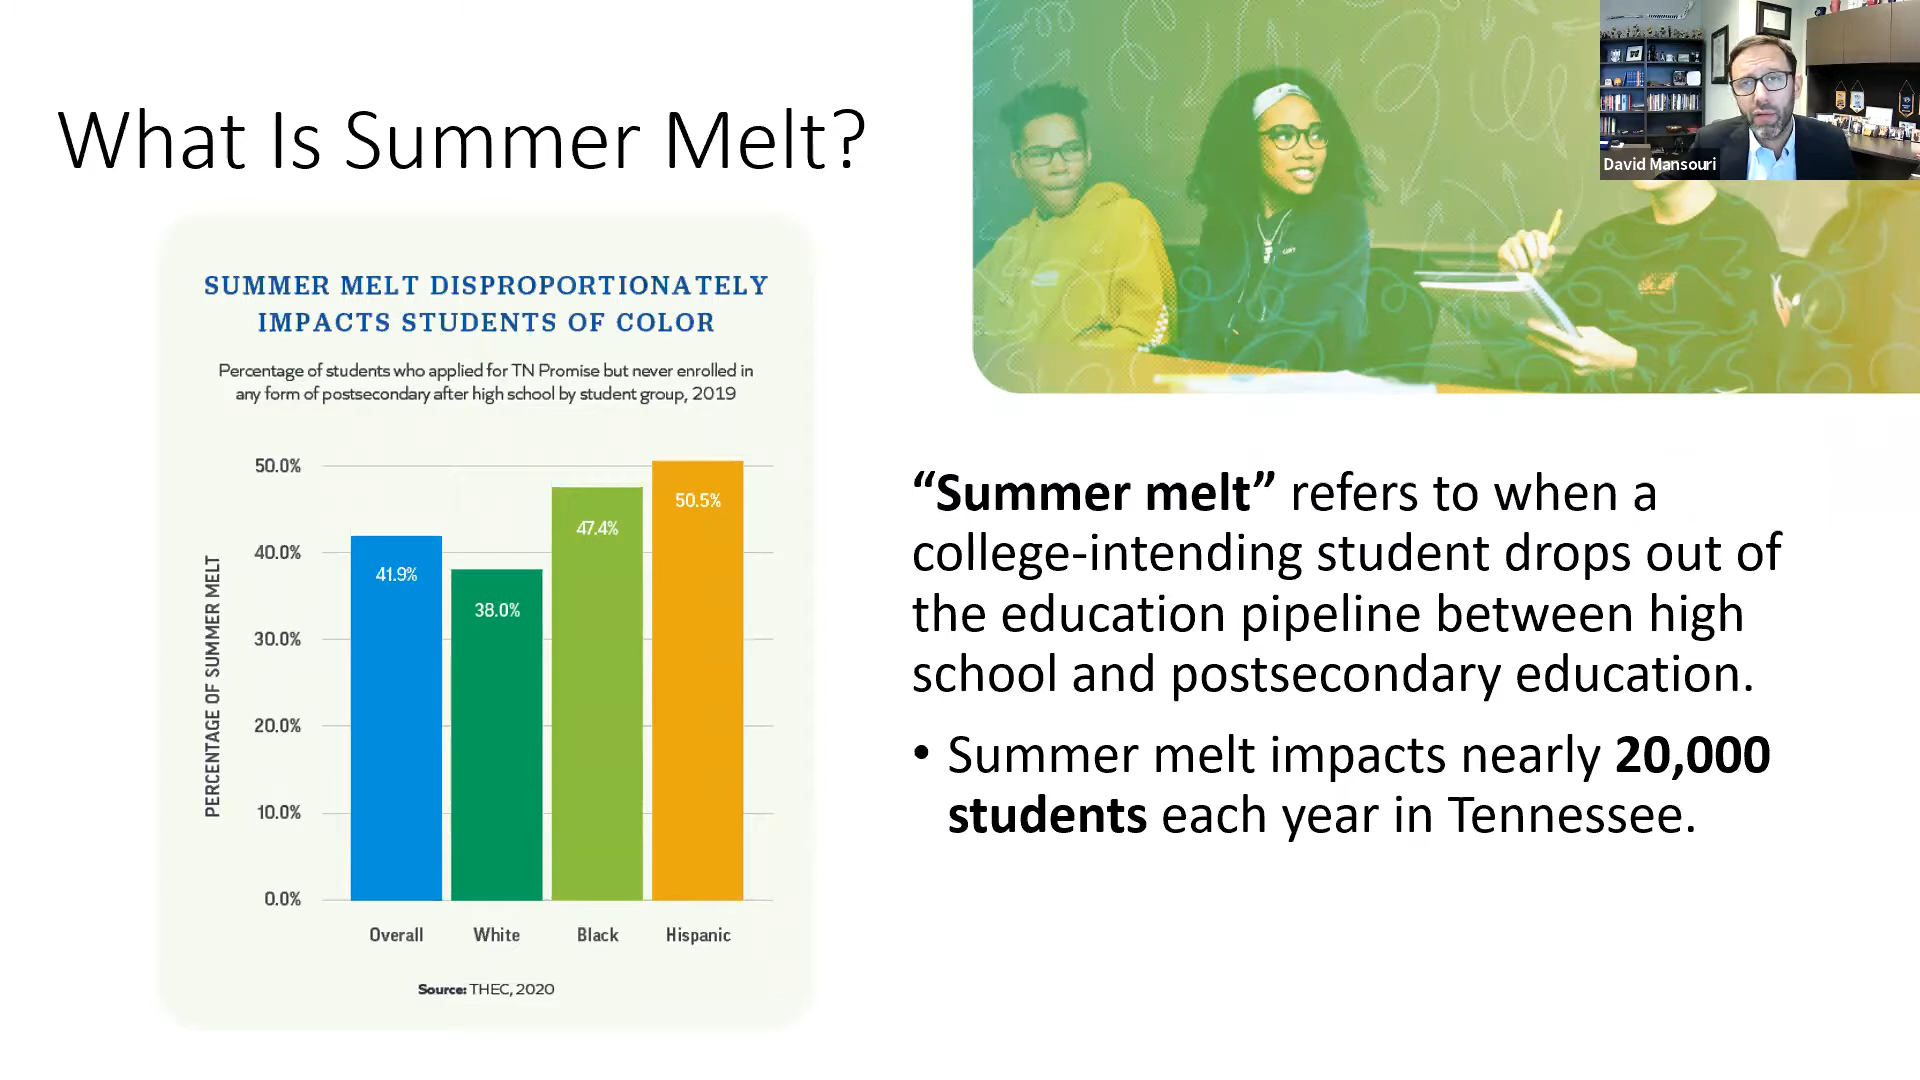 What Is Summer Melt?
David Mansouri
SUMMER MELT DISPROPORTIONATELY
IMPACTS STUDENTS OF COLOR
Percentage of students who applied for TN Promise but never enrolled in
any form of postsecondary after high school by student group, 2019
PERCENTAGE OF SUMMER MELT
50.0%
40.0%
30.0%
20.0%
10.0%
0.0%
41.9%
38.0%
47.4%
50.5%
Overall
White
Black
Hispanic
Source: THEC, 2020
“Summer melt” refers to when a
college-intending student drops out of
the education pipeline between high
school and postsecondary education.
• Summer melt impacts nearly 20,000
students each year in Tennessee.